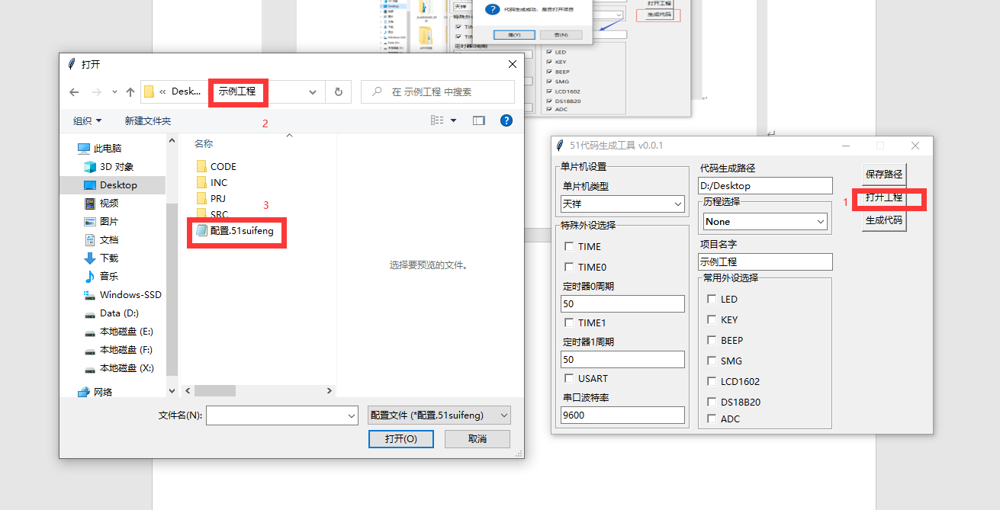 代码生成成功，是否打开项目
是(Y)
否(N)
打开工程
生成代码
天祥
LED
KEY
BEEP
SMG
LCD1602
DS18B20
ADC
打开
« Desk...
示例工程
在 示例工程 中搜索
组织
新建文件夹
2
名称
此电脑
3D 对象
Desktop
视频
图片
文档
下载
音乐
Windows-SSD
Data (D:)
本地磁盘 (E:)
本地磁盘 (F:)
本地磁盘 (X:)
网络
CODE
INC
PRJ
SRC
3
配置.51suifeng
选择要预览的文件。
文件名(N):
配置文件 (*配置.51suifeng)
打开(O)
取消
51代码生成工具 v0.0.1
单片机设置
单片机类型
天祥
特殊外设选择
TIME
TIME0
定时器0周期
50
TIME1
定时器1周期
50
USART
串口波特率
9600
代码生成路径
D:/Desktop
历程选择
None
项目名字
示例工程
常用外设选择
LED
KEY
BEEP
SMG
LCD1602
DS18B20
ADC
保存路径
1
打开工程
生成代码